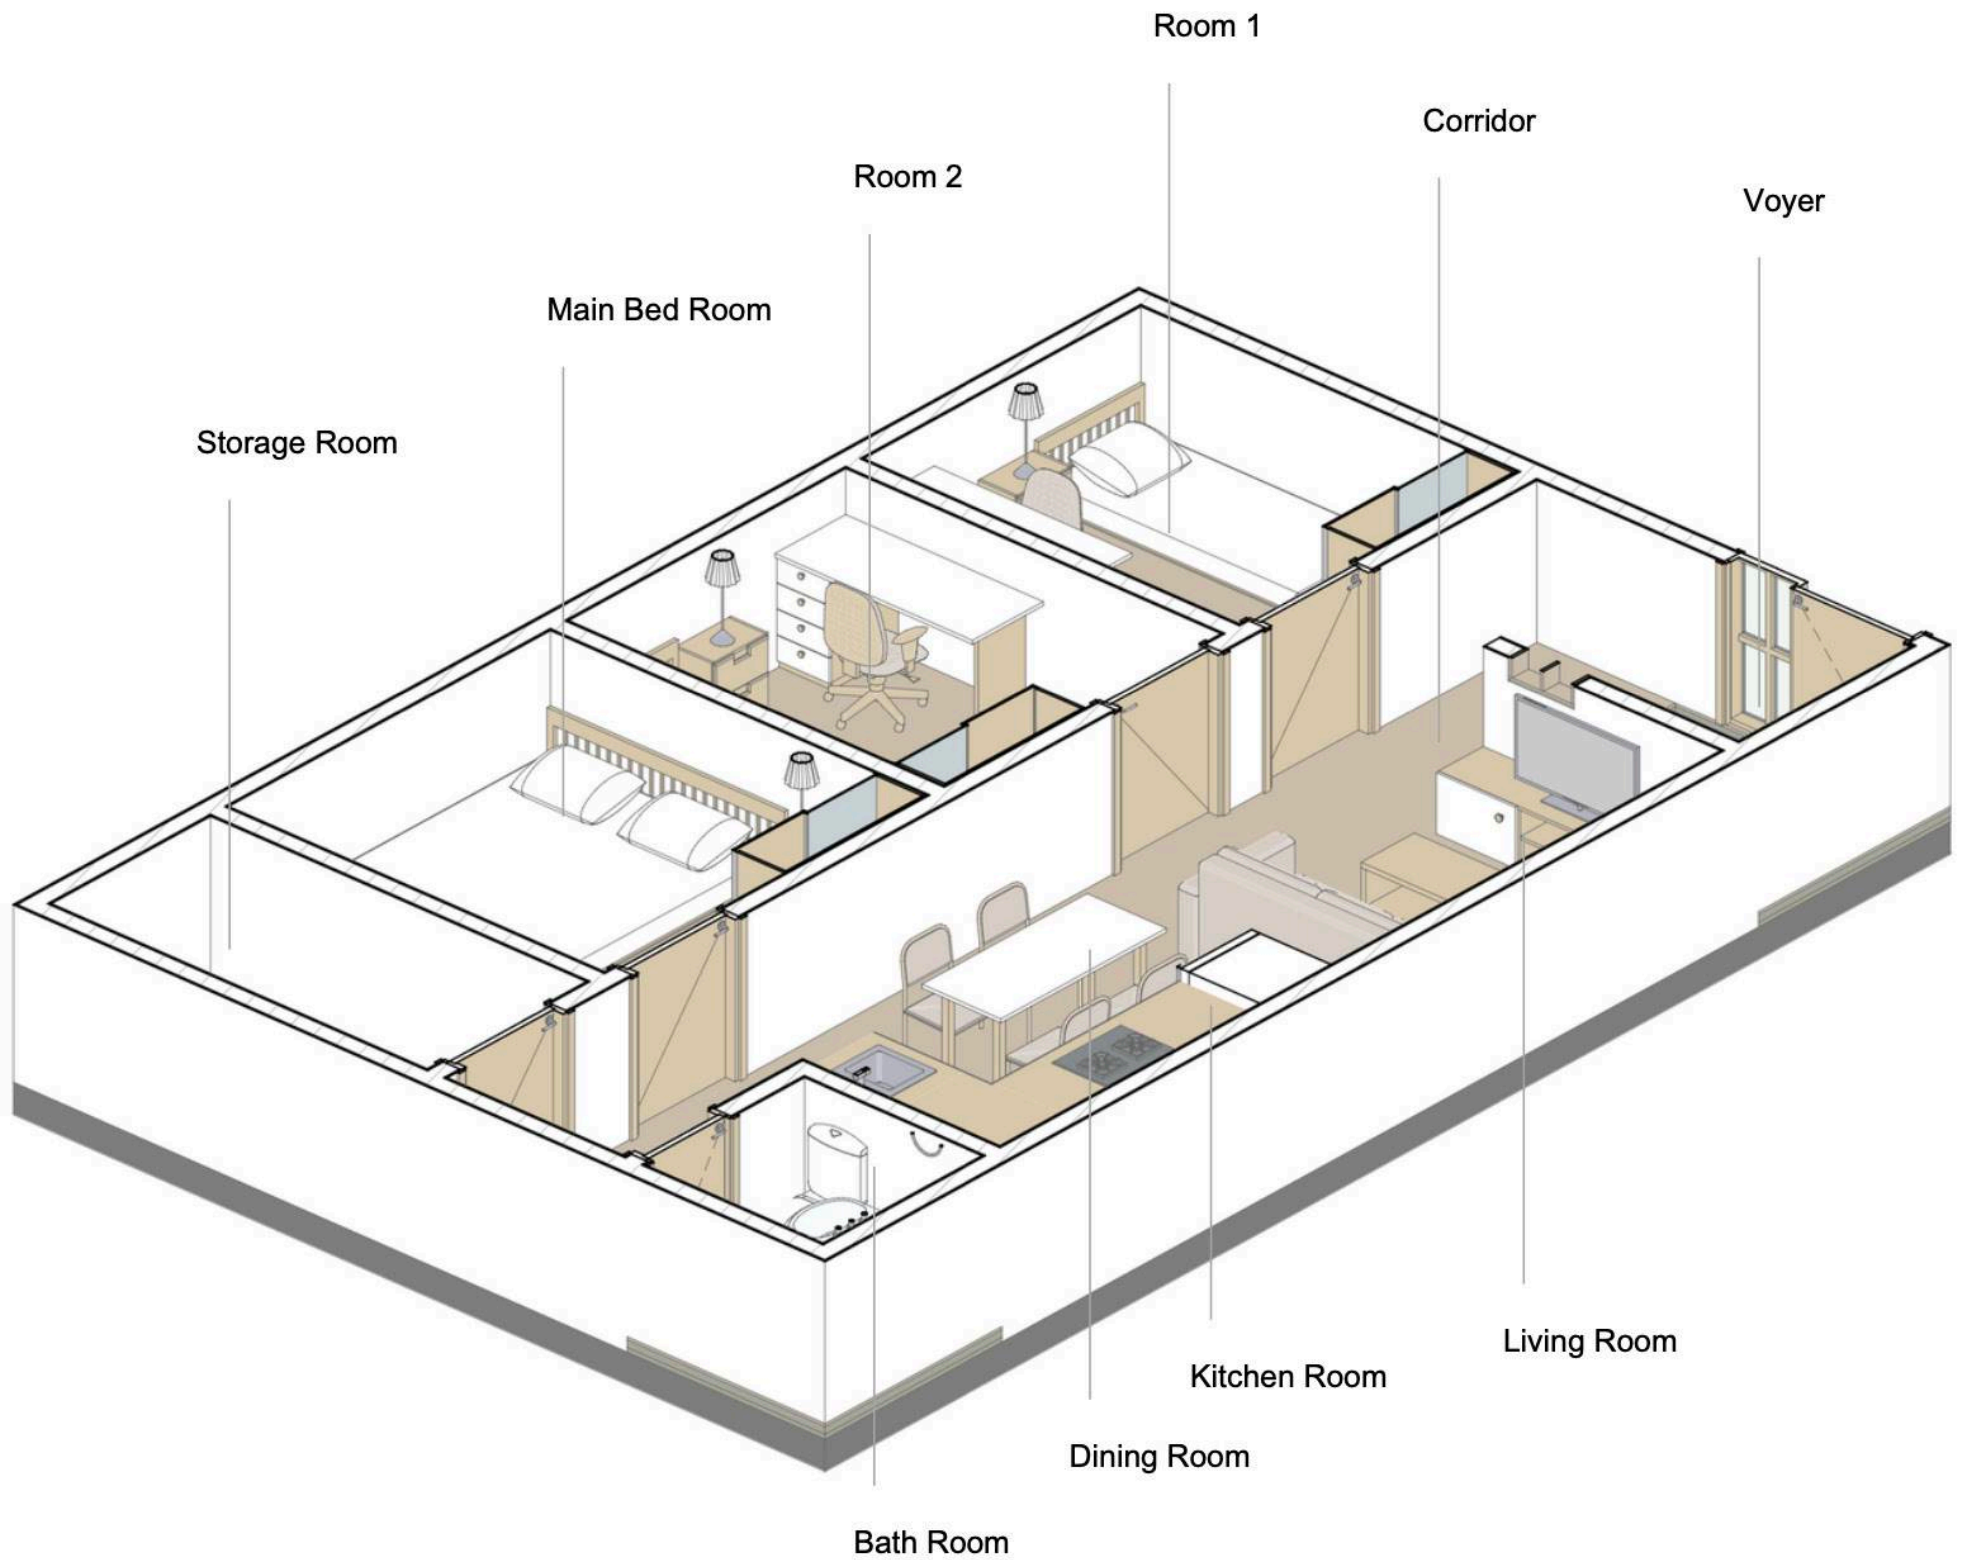 Room 1
Corridor
Room 2
Voyer
Main Bed Room
Storage Room
Living Room
Kitchen Room
Dining Room
Bath Room